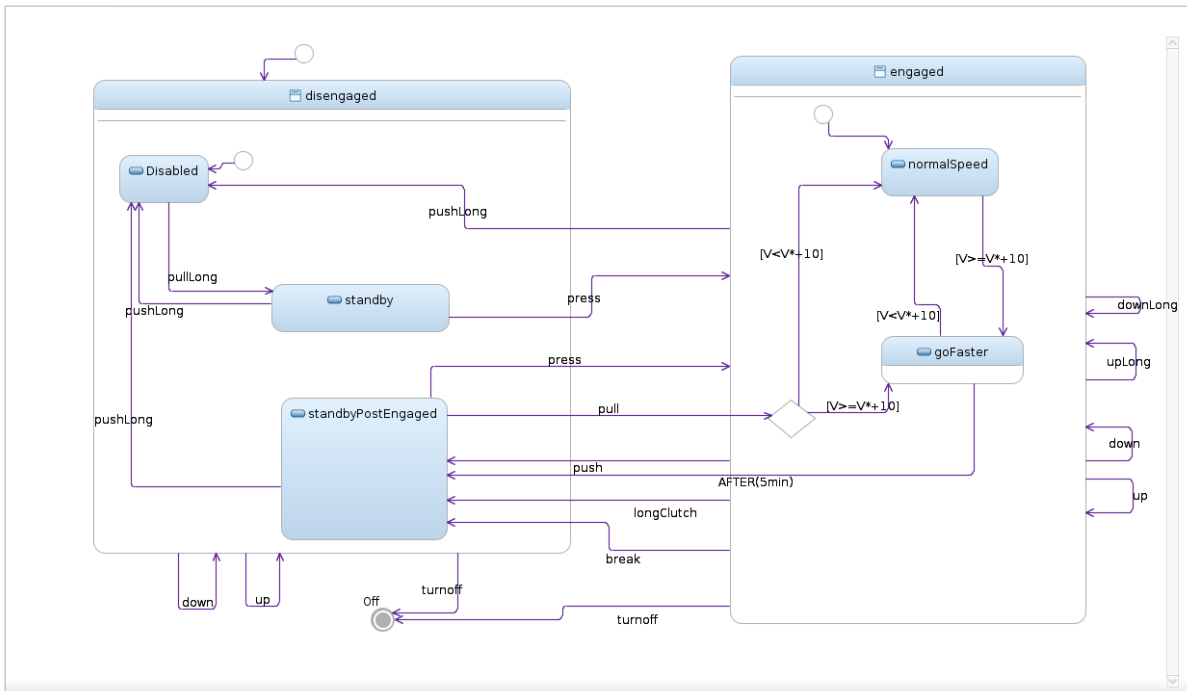 disengaged
engaged
Disabled
normalSpeed
pushLong
[V<V*+10]
[V>=V*+10]
pullLong
standby
press
downLong
pushLong
[V<V*+10]
goFaster
press
upLong
standbyPostEngaged
pull
[V>=V*+10]
pushLong
down
push
AFTER(5min)
up
longClutch
break
turnoff
Off
down
up
turnoff